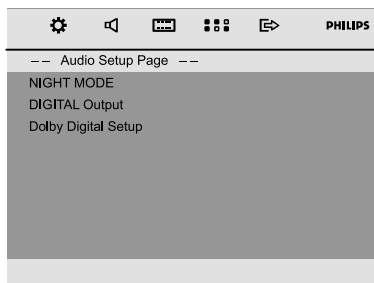 PHILIPS
-- Audio Setup Page --
NIGHT MODE
DIGITAL Output
Dolby Digital Setup